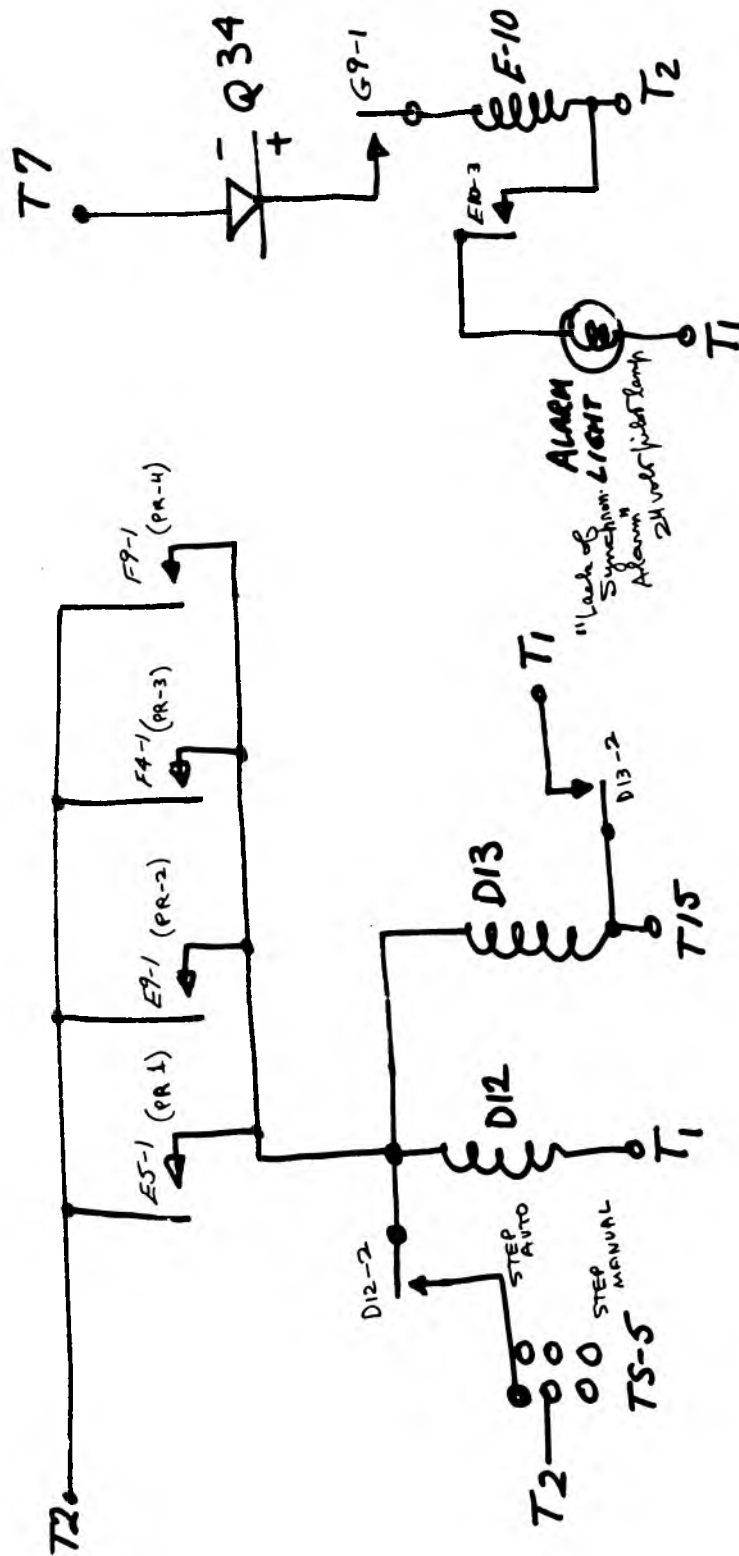 T2
E5-1
(PR 1)
E9-1
(PR-2)
F4-1
(PR-3)
F9-1
(PR-4)
T7
- Q34
+
G9-1
E-10
T2
E10-3
ALARM
LIGHT
"Lack of
Synchron.
Alarm"
24 volt pilot lamp
T1
D12-2
D12
T1
D13
T15
D13-2
T1
STEP
AUTO
STEP
MANUAL
T2
TS-5